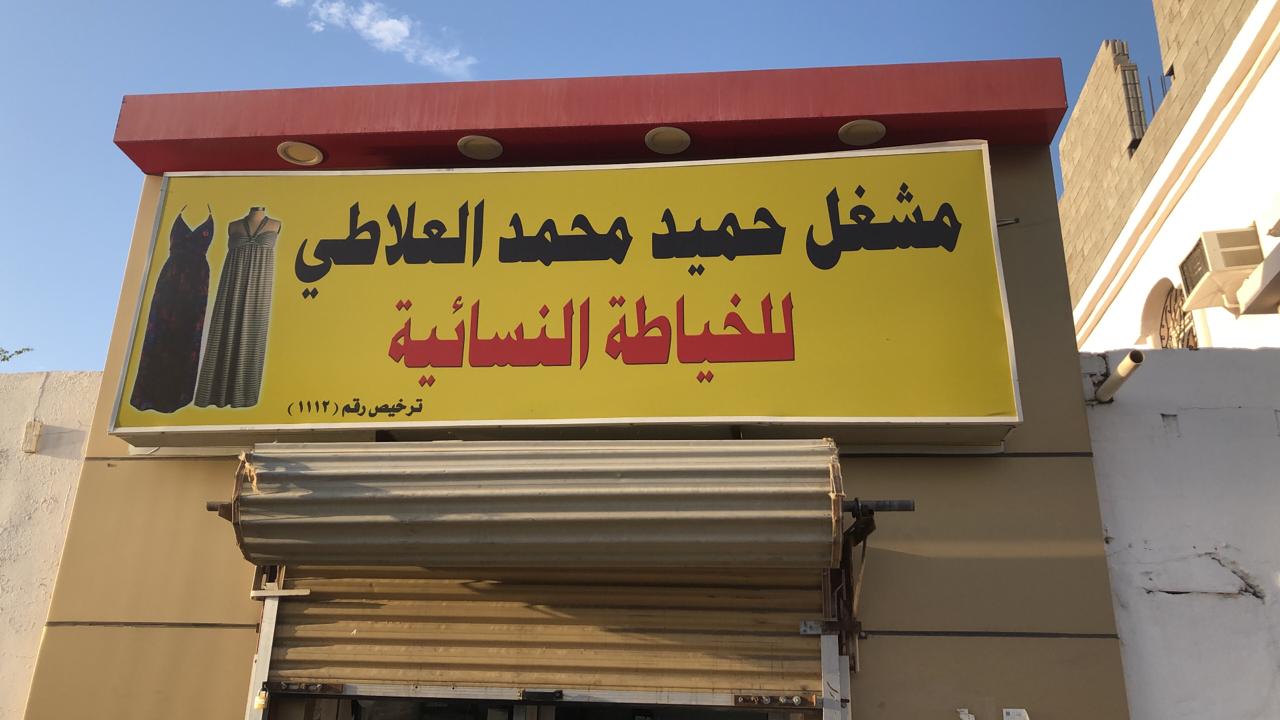 مشغل حميد محمد العلاطي
للخياطة النسائية
ترخيص رقم (١١١٢)